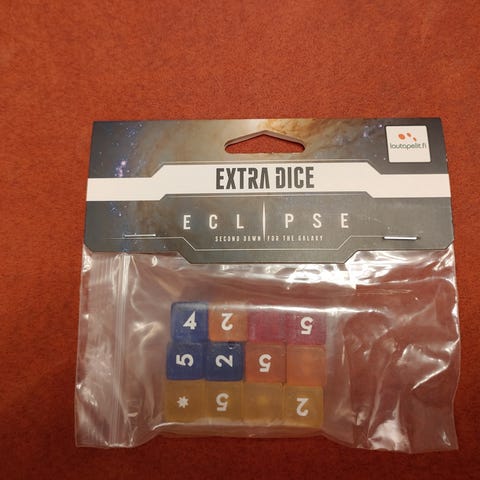 lautapelit.fi
EXTRA DICE
ECLIPSE
SECOND DAWN FOR THE GALAXY
4 2 5
5 2 5
* 5 2